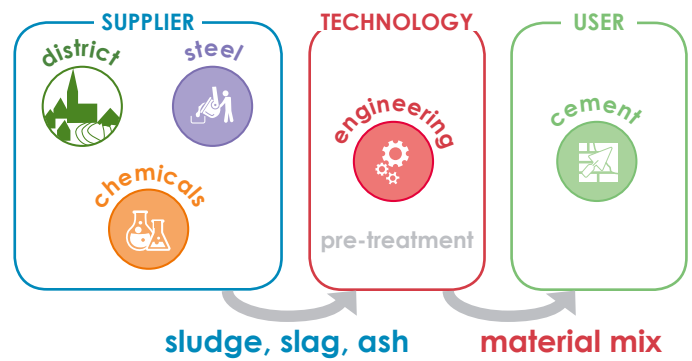 SUPPLIER
TECHNOLOGY
USER
district
steel
chemicals
engineering
pre-treatment
cement
sludge, slag, ash
material mix